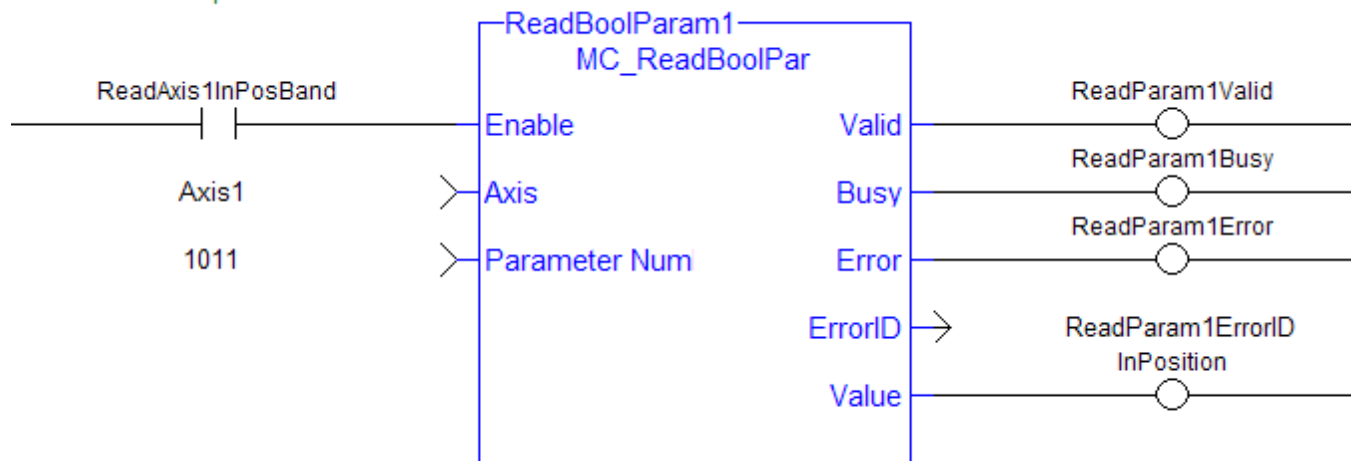 ReadBoolParam1
MC_ReadBoolPar
ReadAxis1InPosBand
Enable
Valid
ReadParam1Valid
Axis1
Axis
Busy
ReadParam1Busy
1011
Parameter Num
Error
ReadParam1Error
ErrorID
ReadParam1ErrorID
Value
InPosition